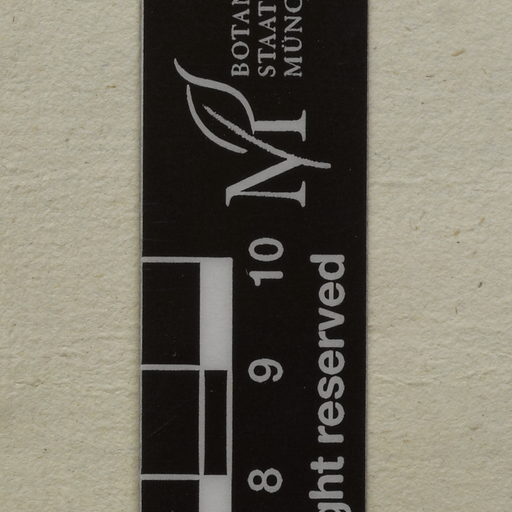 BOTAN
STAAT
MÜNC
10
9
8
ght reserved